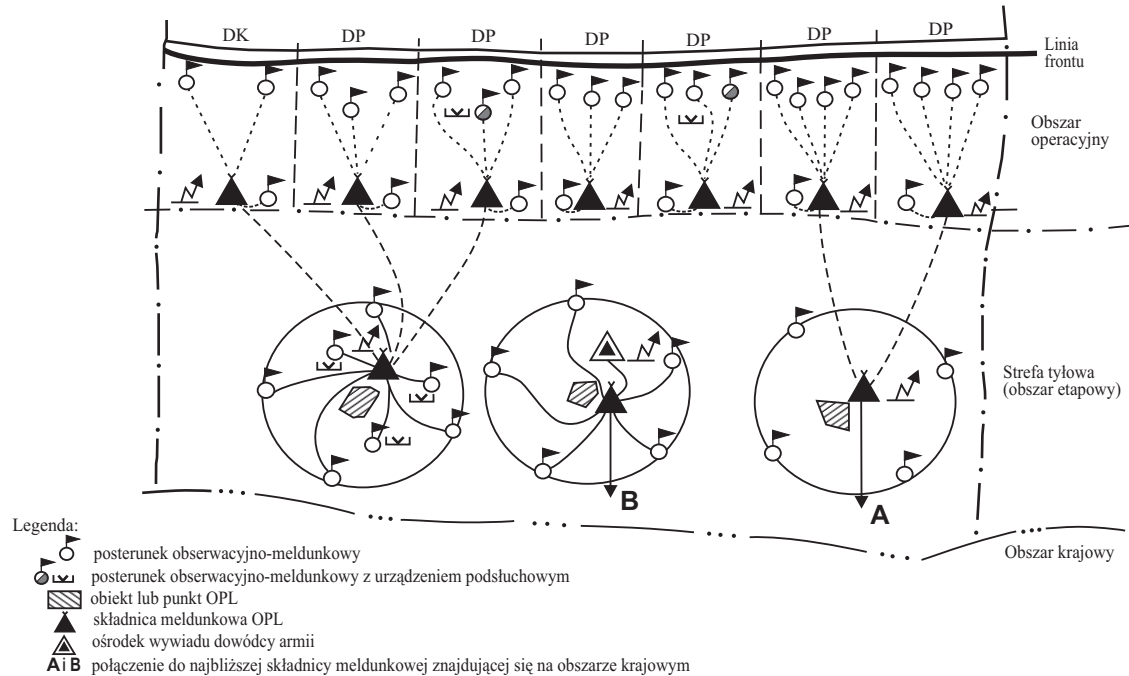 DK DP DP DP DP DP DP
Linia
frontu
Obszar
operacyjny
Strefa tyłowa
(obszar etapowy)
B
A
Obszar krajowy
Legenda:
posterunek obserwacyjno-meldunkowy
posterunek obserwacyjno-meldunkowy z urządzeniem podsłuchowym
obiekt lub punkt OPL
składnica meldunkowa OPL
ośrodek wywiadu dowódcy armii
A i B połączenie do najbliższej składnicy meldunkowej znajdującej się na obszarze krajowym